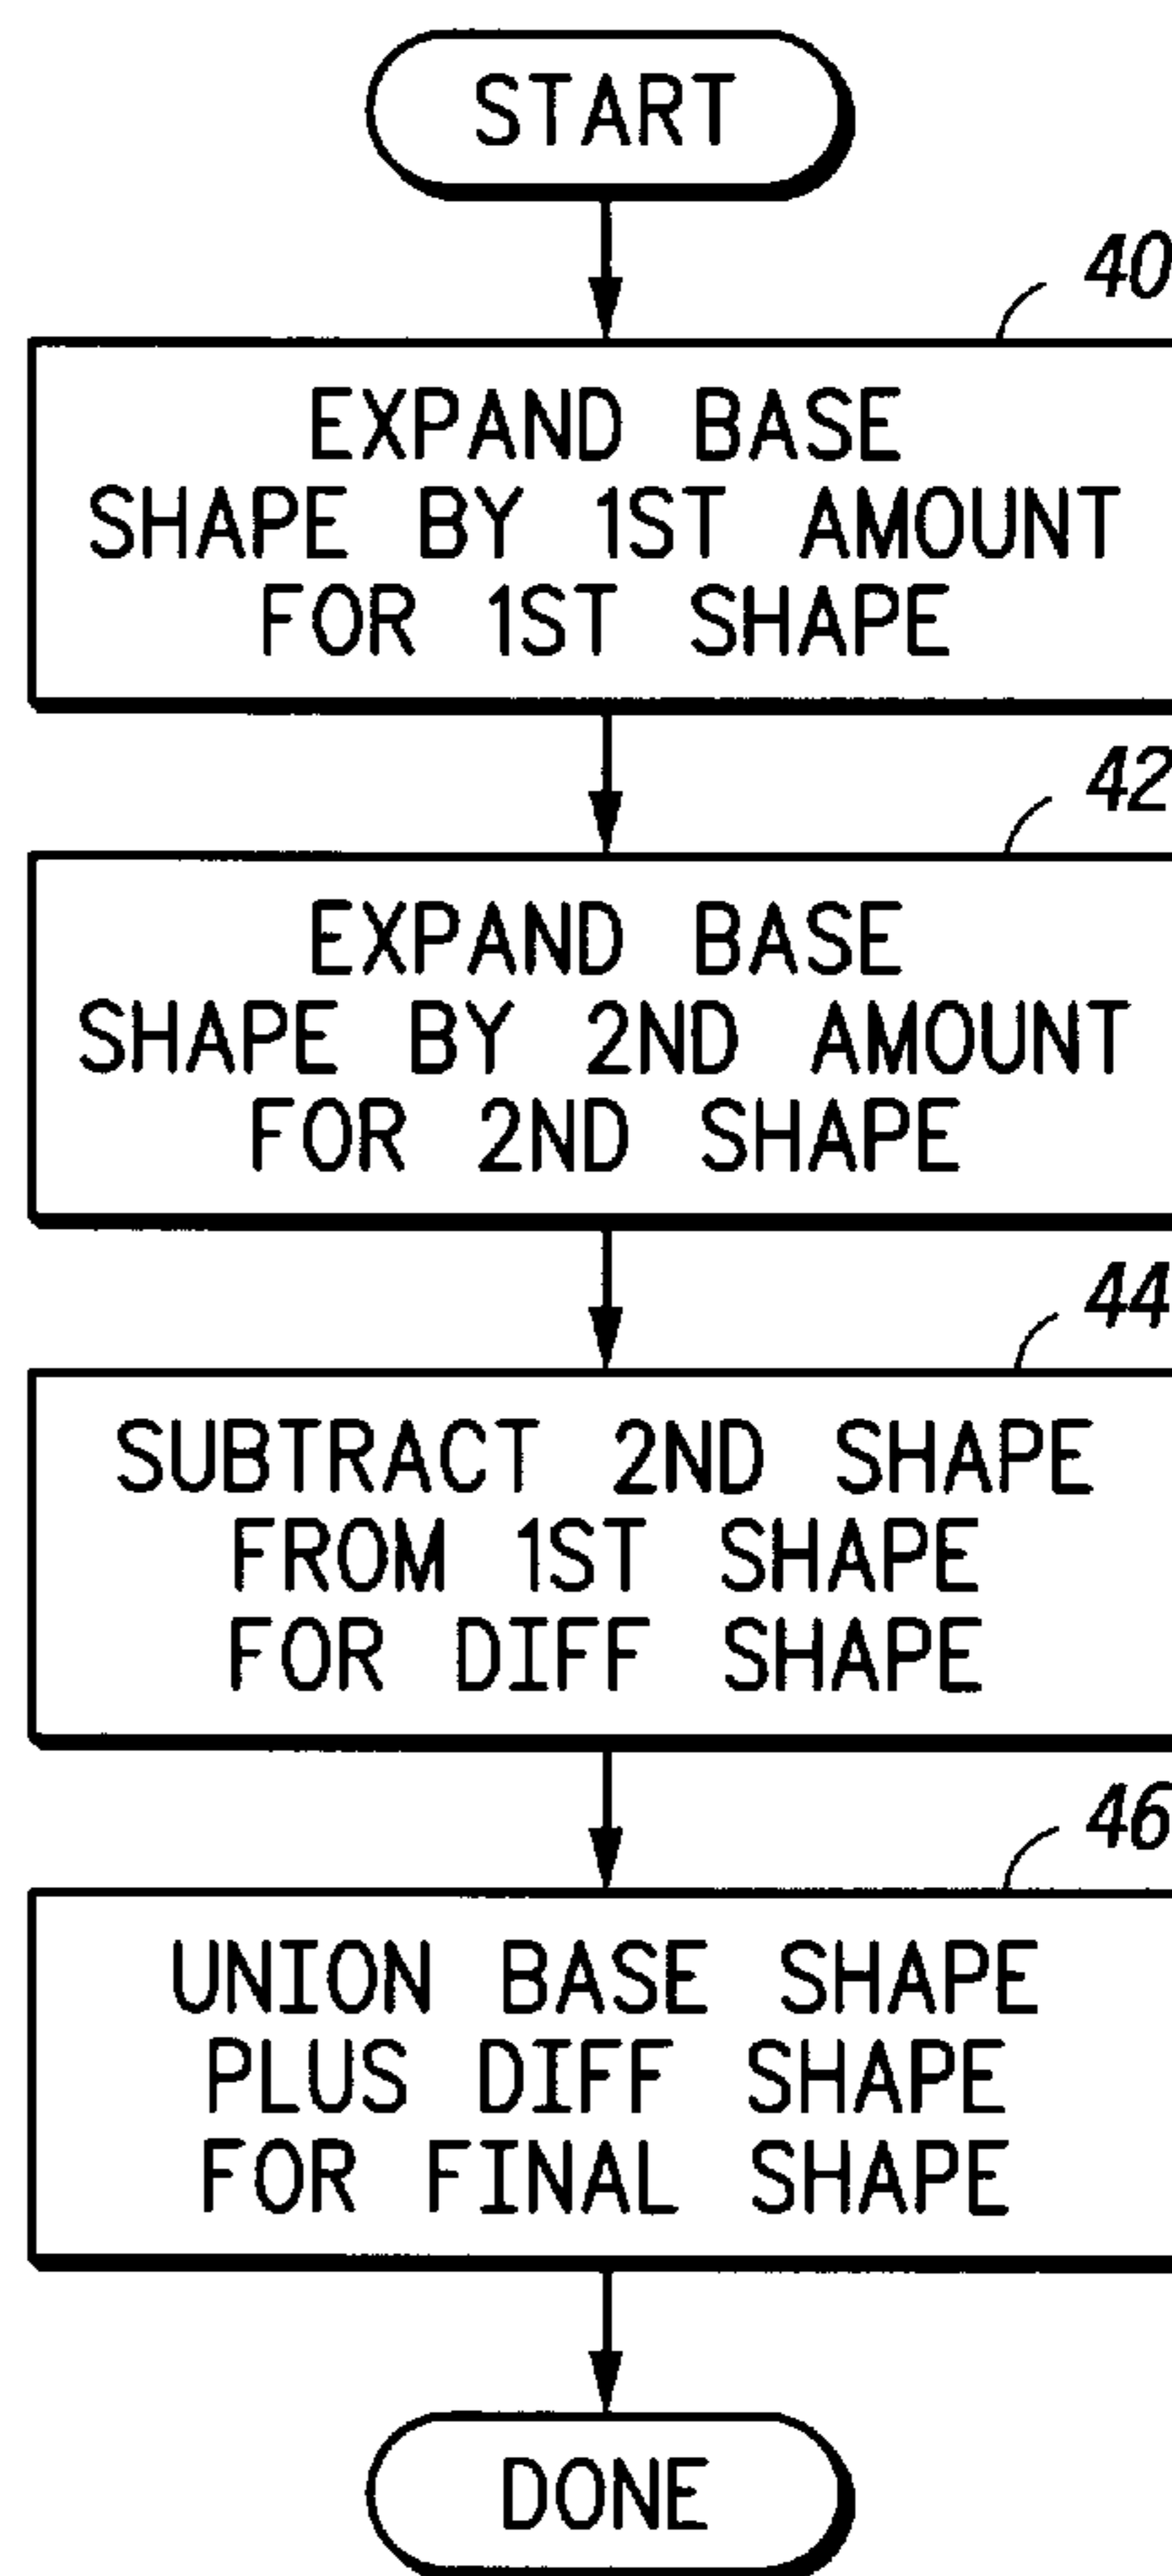 START
40
EXPAND BASE
SHAPE BY 1ST AMOUNT
FOR 1ST SHAPE
42
EXPAND BASE
SHAPE BY 2ND AMOUNT
FOR 2ND SHAPE
44
SUBTRACT 2ND SHAPE
FROM 1ST SHAPE
FOR DIFF SHAPE
46
UNION BASE SHAPE
PLUS DIFF SHAPE
FOR FINAL SHAPE
DONE